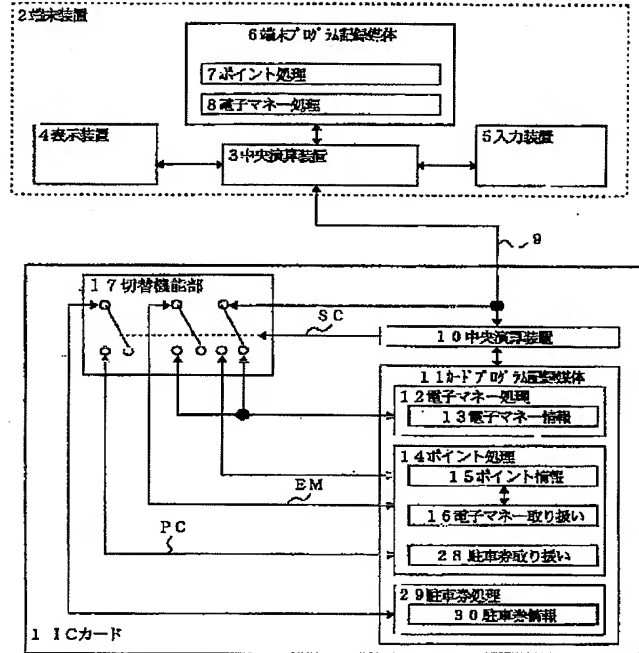 2端末装置
6端末プログラム記録媒体
7ポイント処理
8電子マネー処理
4表示装置
3中央演算装置
5入力装置
9
17切替機能部
SC
10中央演算装置
11カードプログラム記録媒体
12電子マネー処理
13電子マネー情報
14ポイント処理
15ポイント情報
EM
16電子マネー取り扱い
PC
28駐車券取り扱い
29駐車券処理
30駐車券情報
1 ICカード